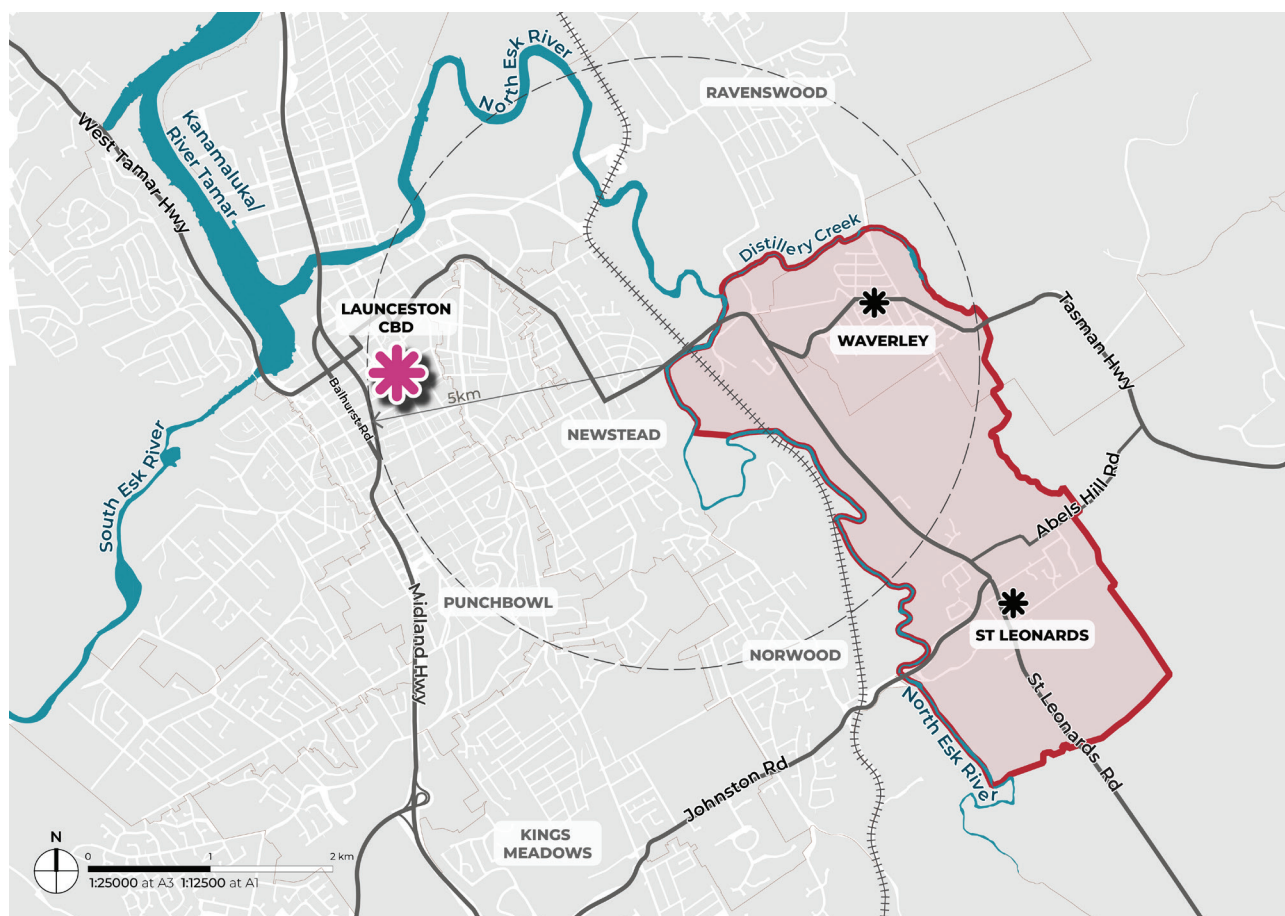 North Esk River
RAVENSWOOD
West Tamar Hwy
Kanamaluka/
River Tamar
Distillery Creek
LAUNCESTON
CBD
WAVERLEY
Tasman Hwy
Balhurst Rd
5km
NEWSTEAD
South Esk River
Abels Hill Rd
Midland Hwy
PUNCHBOWL
ST LEONARDS
NORWOOD
St Leonards Rd
North Esk River
Johnston Rd
KINGS
MEADOWS
N
0 1 2 km
1:25000 at A3 1:12500 at A1